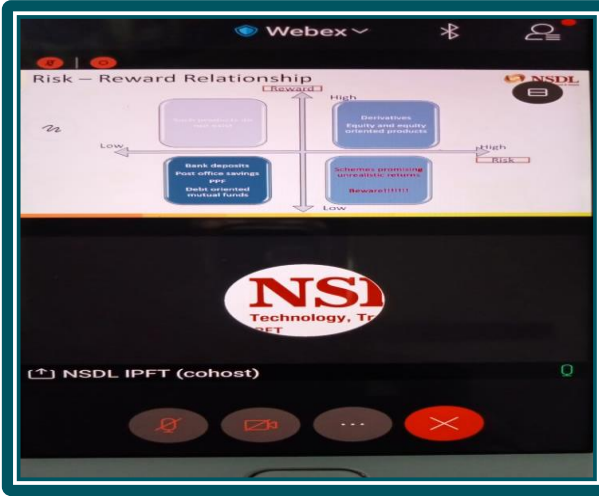 Webex
Risk – Reward Relationship
NSDL
Reward
High
Derivatives
Equity and equity
oriented products
Low
High
Risk
Bank deposits
Post office savings
PPF
Debt oriented
mutual funds
Schemes promising
unrealistic returns
Beware!!!!!!
Low
NSI
Technology, Tr
NSDL IPFT (cohost)